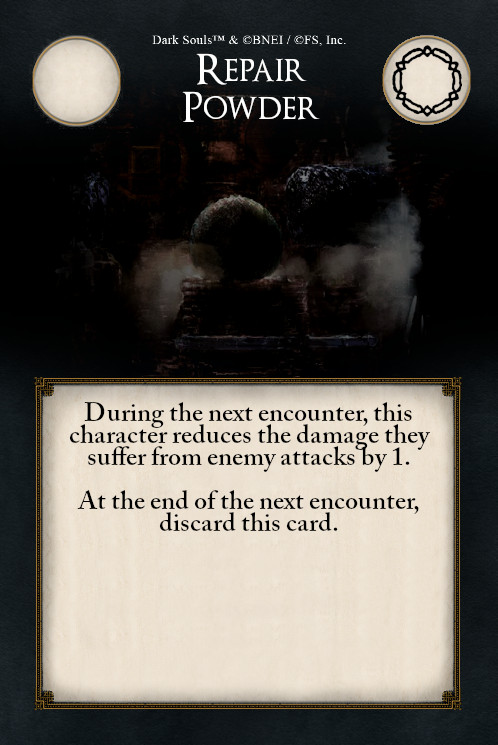 Dark Souls™ & ©BNEI / ©FS, Inc.
Repair
Powder
During the next encounter, this
character reduces the damage they
suffer from enemy attacks by 1.
At the end of the next encounter,
discard this card.